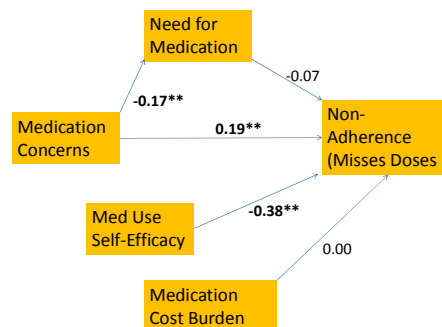 Need for
Medication
-0.17**
-0.07
Medication
Concerns
0.19**
Non-
Adherence
(Misses Doses
Med Use
Self-Efficacy
-0.38**
0.00
Medication
Cost Burden